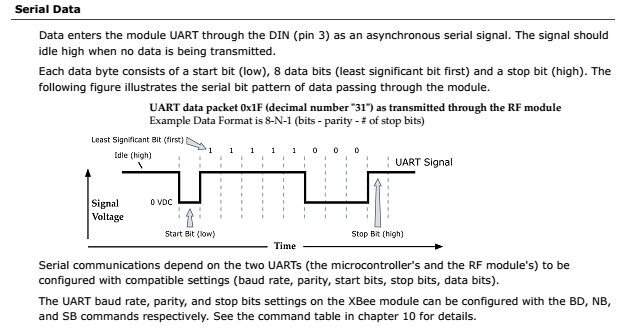 Serial Data
Data enters the module UART through the DIN (pin 3) as an asynchronous serial signal. The signal should
idle high when no data is being transmitted.
Each data byte consists of a start bit (low), 8 data bits (least significant bit first) and a stop bit (high). The
following figure illustrates the serial bit pattern of data passing through the module.
UART data packet 0x1F (decimal number "31") as transmitted through the RF module
Example Data Format is 8-N-1 (bits - parity - # of stop bits)
Least Significant Bit (first)
1 1 1 1 1 0 0 0
Idle (high)
UART Signal
Signal
Voltage
0 VDC
Start Bit (low)
Stop Bit (high)
Time
Serial communications depend on the two UARTs (the microcontroller's and the RF module's) to be
configured with compatible settings (baud rate, parity, start bits, stop bits, data bits).
The UART baud rate, parity, and stop bits settings on the XBee module can be configured with the BD, NB,
and SB commands respectively. See the command table in chapter 10 for details.